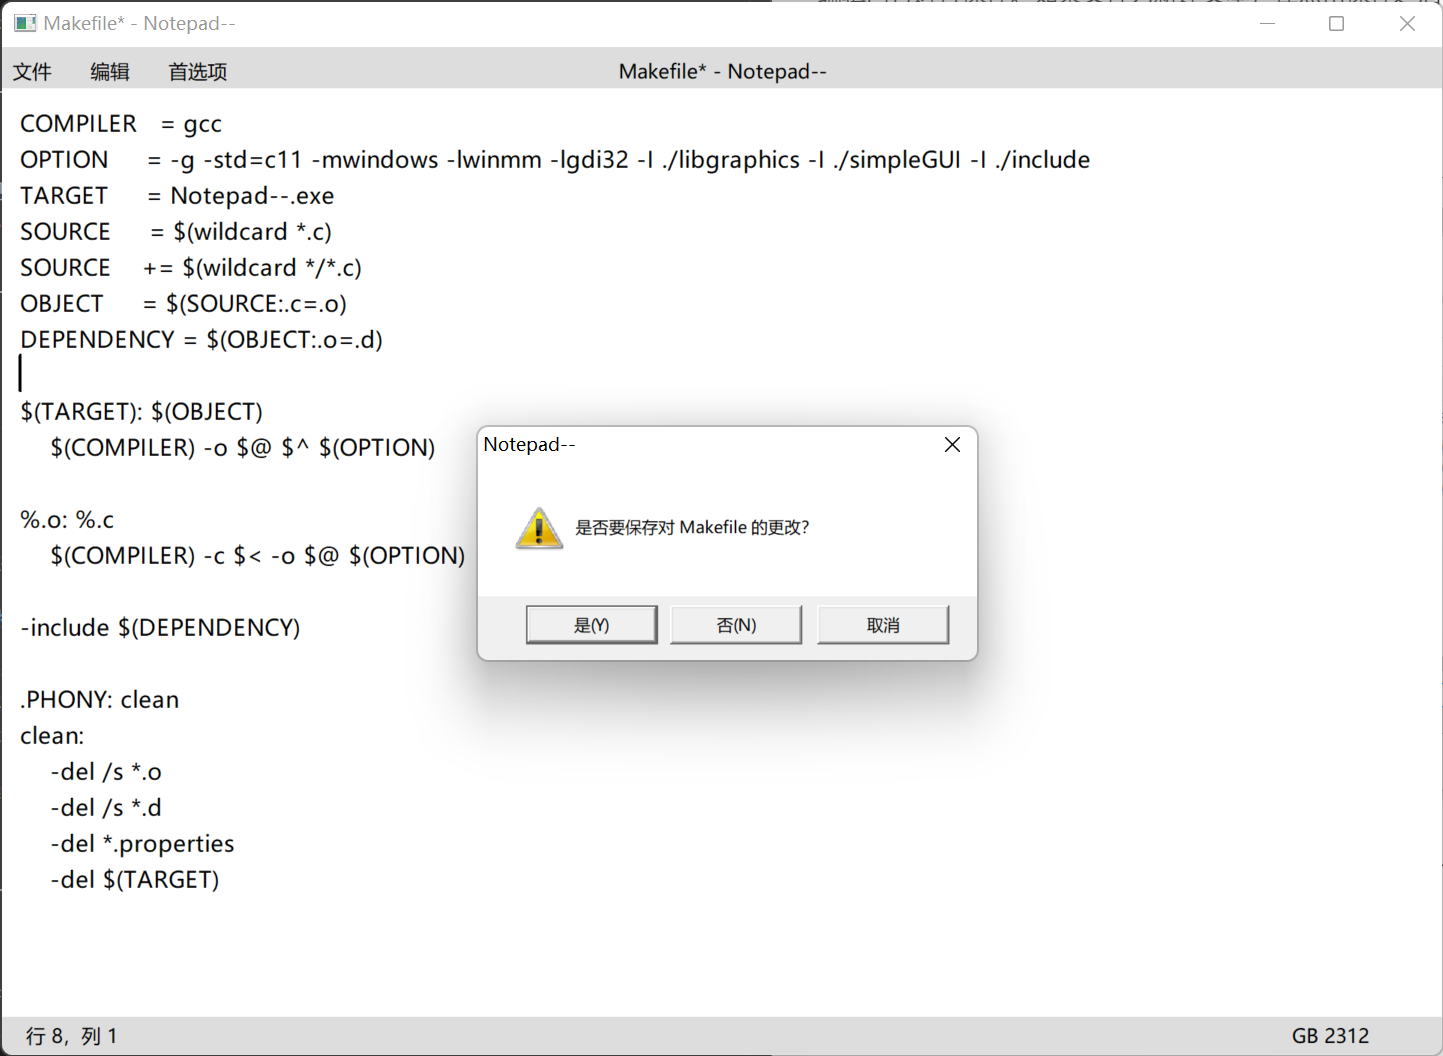 Makefile* - Notepad--
文件 编辑 首选项 Makefile* - Notepad--
COMPILER = gcc
OPTION = -g -std=c11 -mwindows -lwinmm -lgdi32 -I ./libgraphics -I ./simpleGUI -I ./include
TARGET = Notepad--.exe
SOURCE = $(wildcard *.c)
SOURCE += $(wildcard */*.c)
OBJECT = $(SOURCE:.c=.o)
DEPENDENCY = $(OBJECT:.o=.d)
$(TARGET): $(OBJECT)
$(COMPILER) -o $@ $^ $(OPTION)
%.o: %.c
$(COMPILER) -c $< -o $@ $(OPTION)
-include $(DEPENDENCY)
.PHONY: clean
clean:
-del /s *.o
-del /s *.d
-del *.properties
-del $(TARGET)
Notepad--
是否要保存对 Makefile 的更改?
是(Y) 否(N) 取消
行 8，列 1 GB 2312